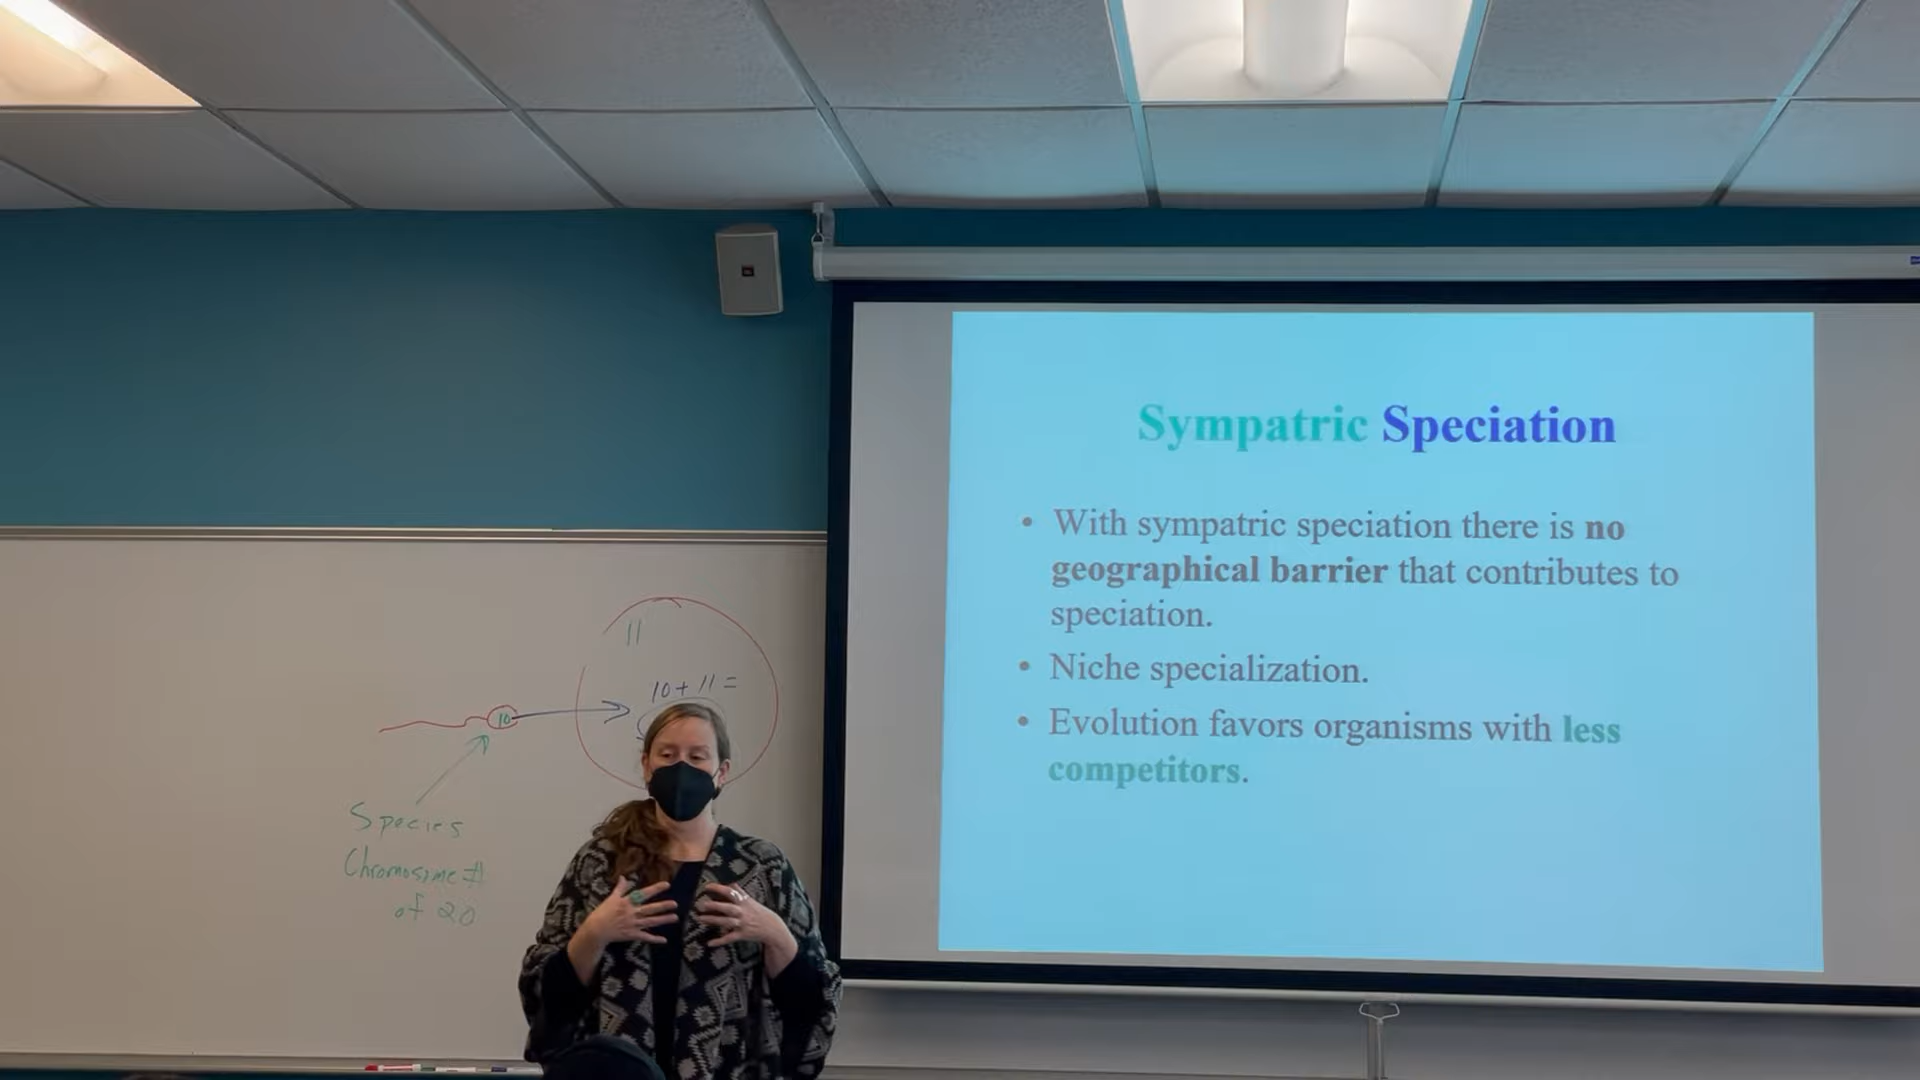 Sympatric Speciation
• With sympatric speciation there is no
geographical barrier that contributes to
speciation.
• Niche specialization.
• Evolution favors organisms with less
competitors.
11
10 + 11 =
10
Species
Chromosime #
of 20